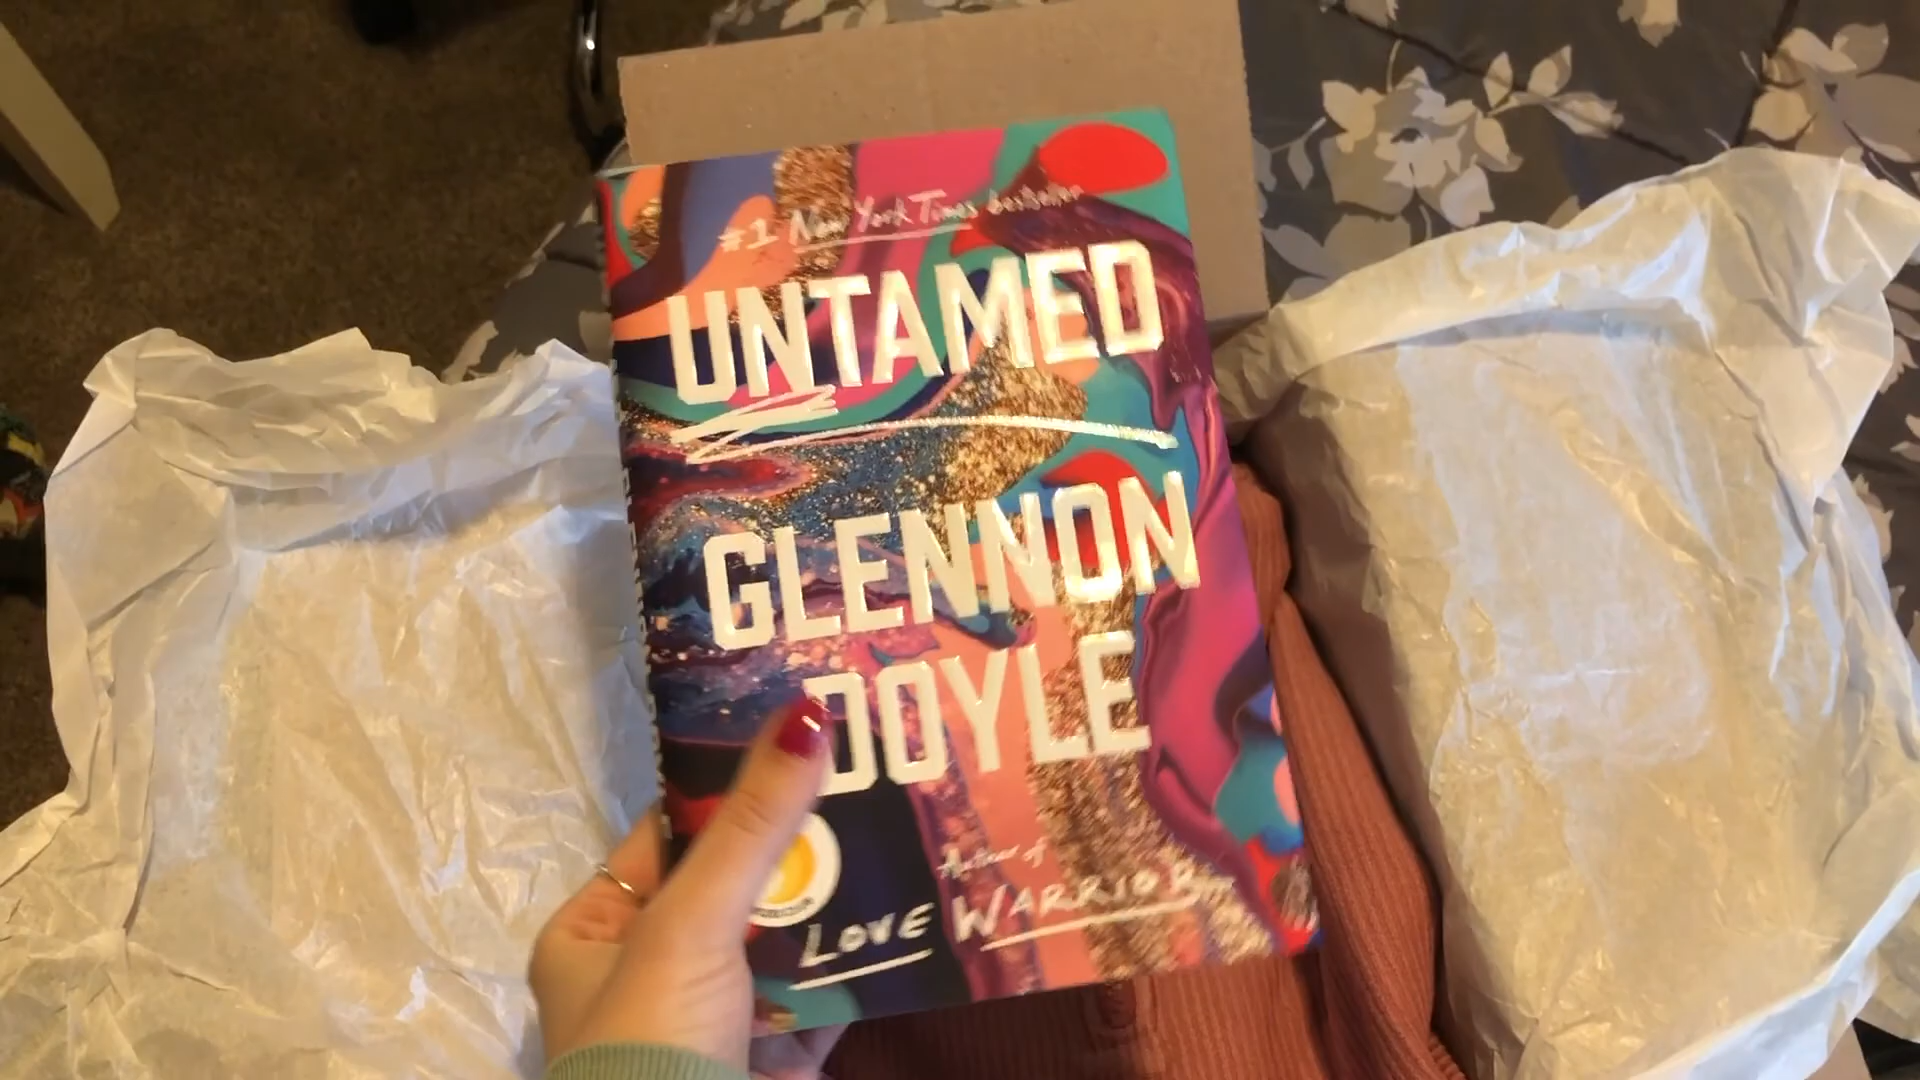 #1 New York Times bestseller
UNTAMED
GLENNON
DOYLE
Author of
LOVE WARRIOR